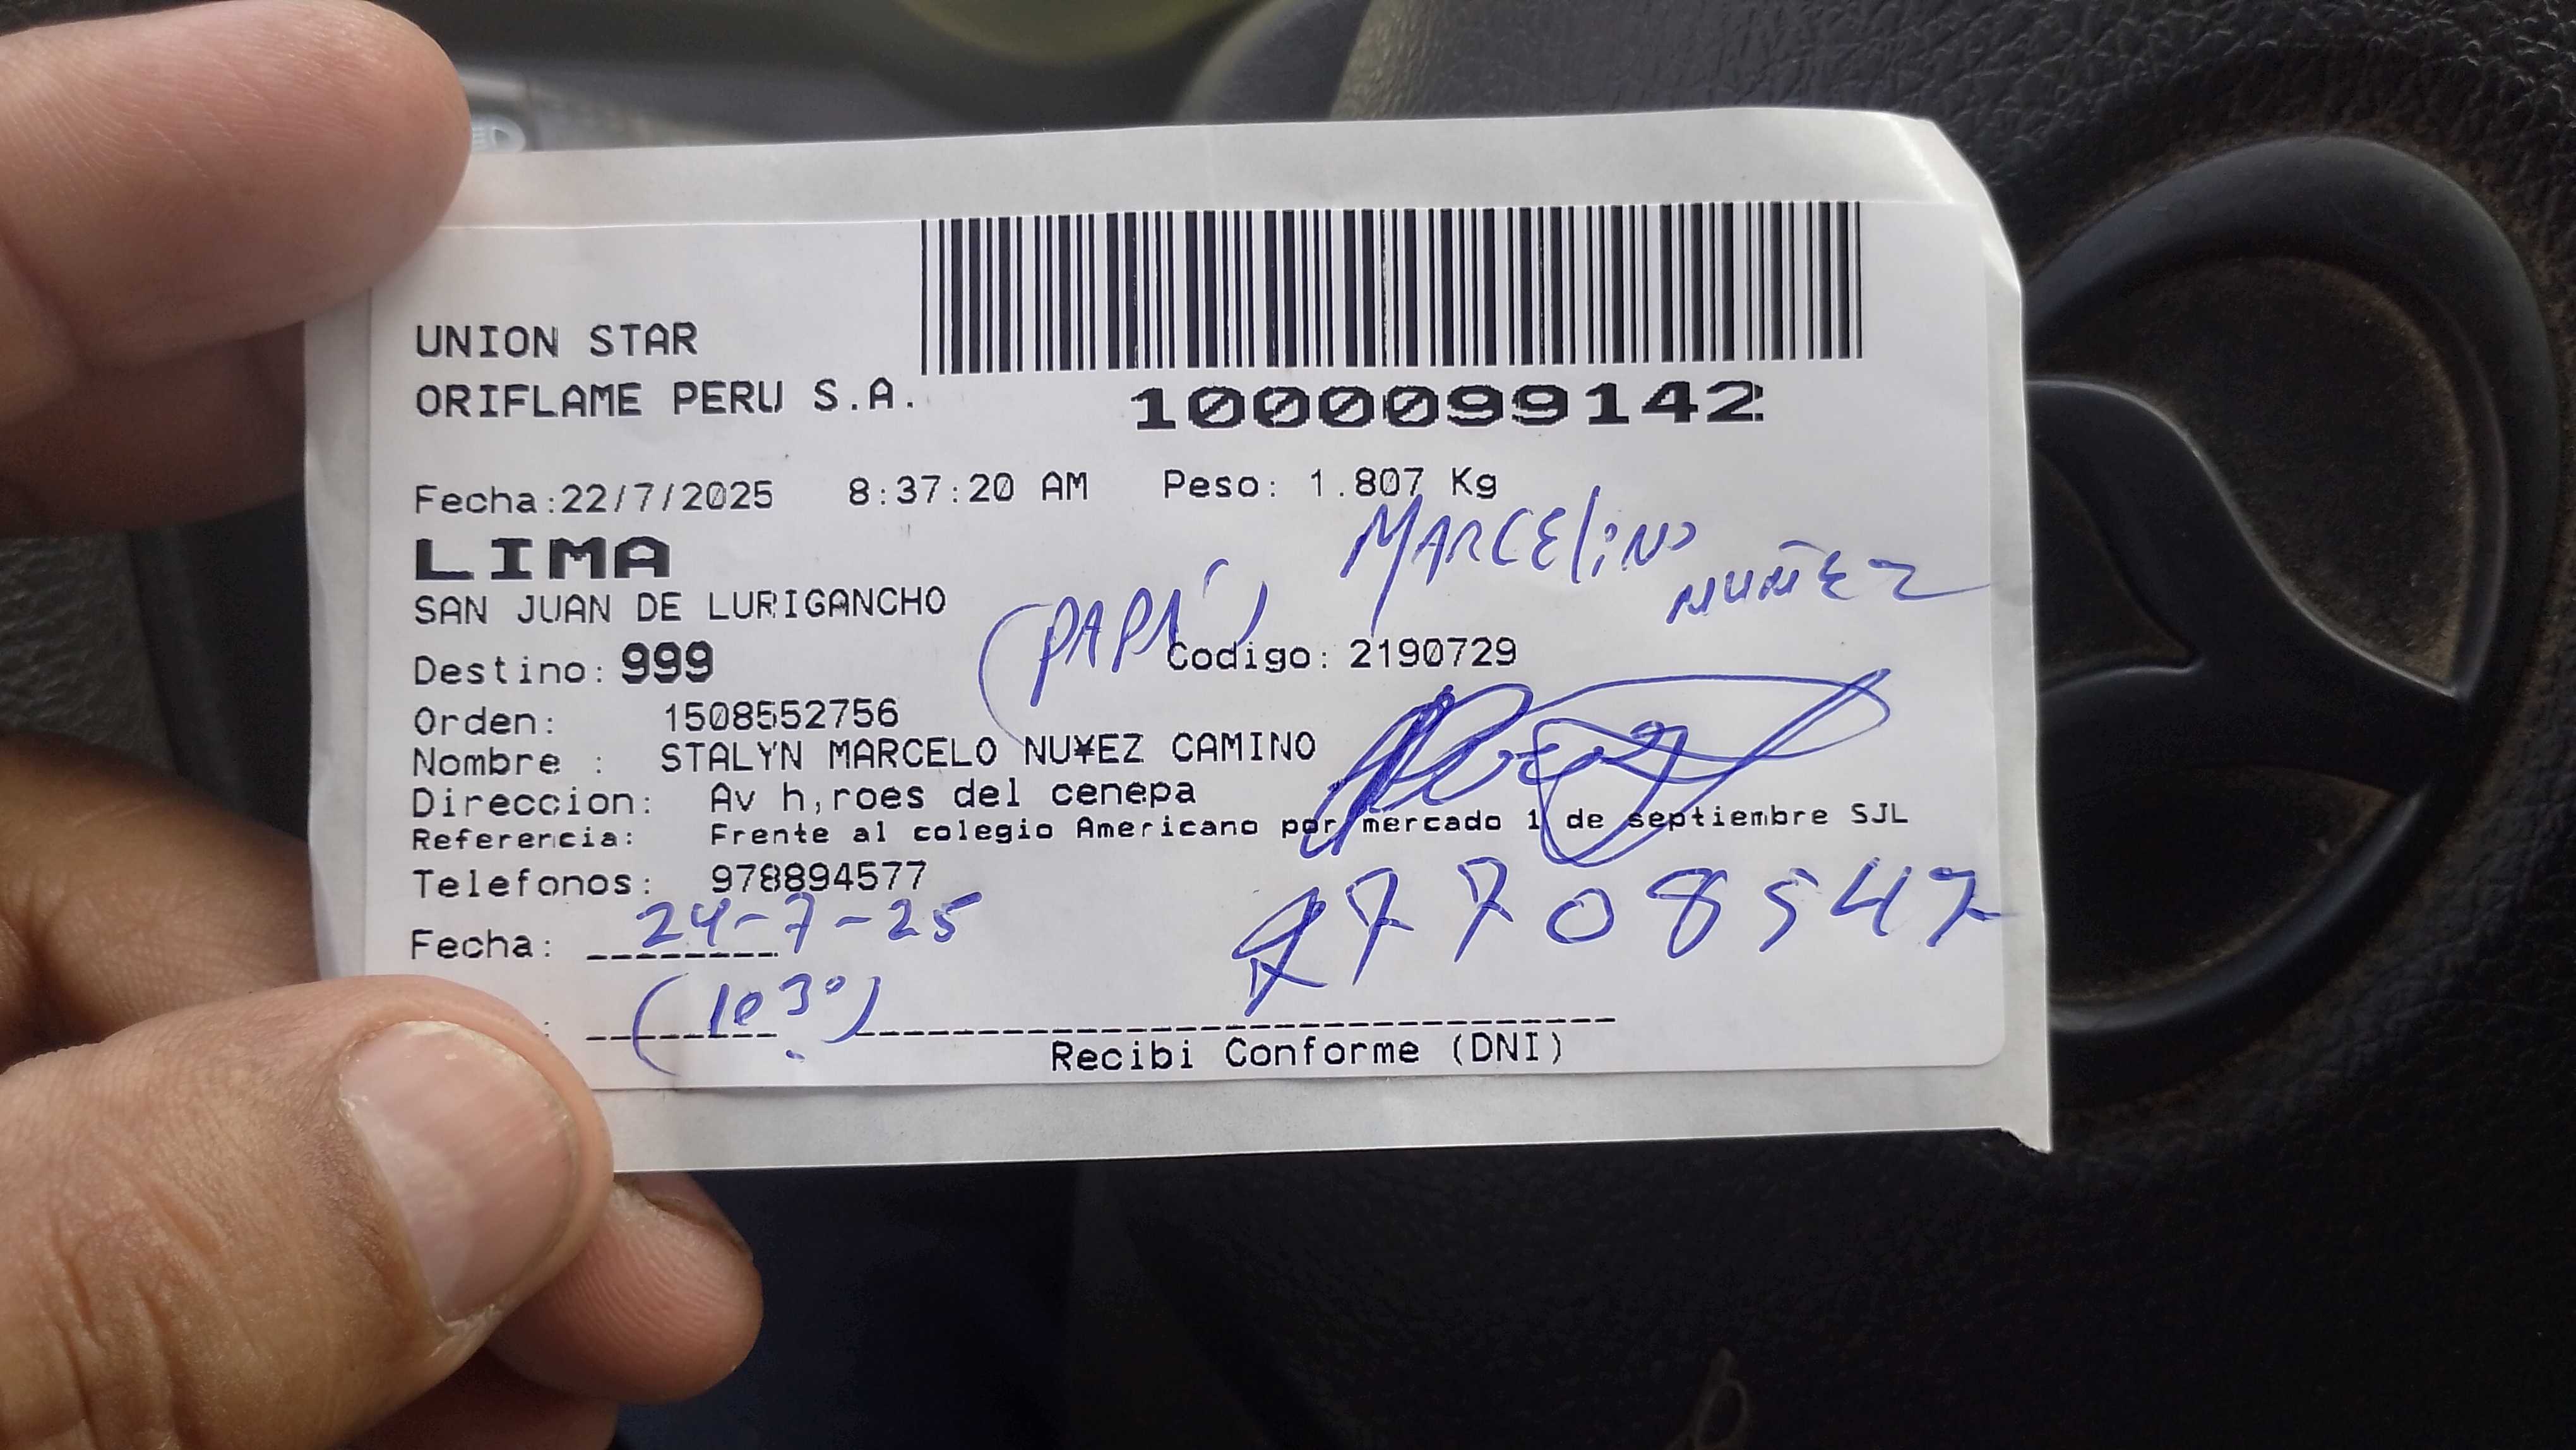 UNION STAR
ORIFLAME PERU S.A.
1000099142
Fecha:22/7/2025 8:37:20 AM Peso: 1.807 Kg
LIMA
MARCELINO
NUÑEZ
SAN JUAN DE LURIGANCHO
(PAPÁ)
Destino: 999 Codigo: 2190729
Orden: 1508552756
Nombre : STALYN MARCELO NU¥EZ CAMINO
Direccion: Av h,roes del cenepa
Referencia: Frente al colegio Americano por mercado 1 de septiembre SJL
Telefonos: 978894577
Fecha: 24-7-25
(10 30)
Recibi Conforme (DNI)